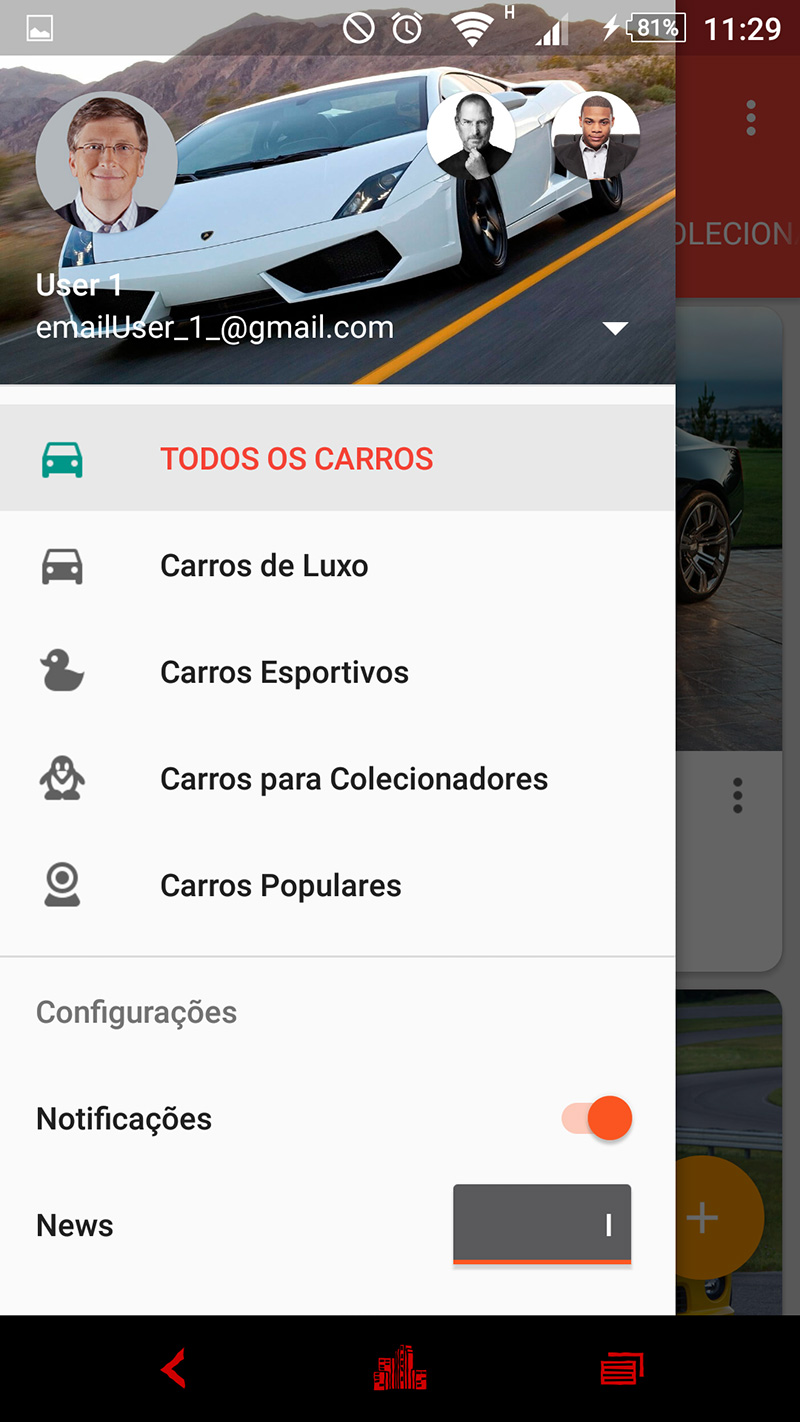 H
81%
11:29
User 1
emailUser_1_@gmail.com
OLECION
TODOS OS CARROS
Carros de Luxo
Carros Esportivos
Carros para Colecionadores
Carros Populares
Configurações
Notificações
News